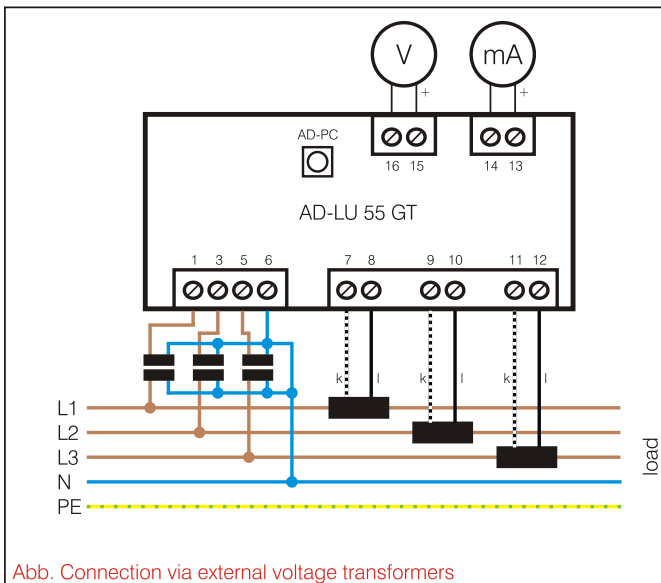 V mA
+ +
AD-PC
16 15 14 13
AD-LU 55 GT
1 3 5 6 7 8 9 10 11 12
k l k l k l
L1
L2
L3
N
PE
load
Abb. Connection via external voltage transformers